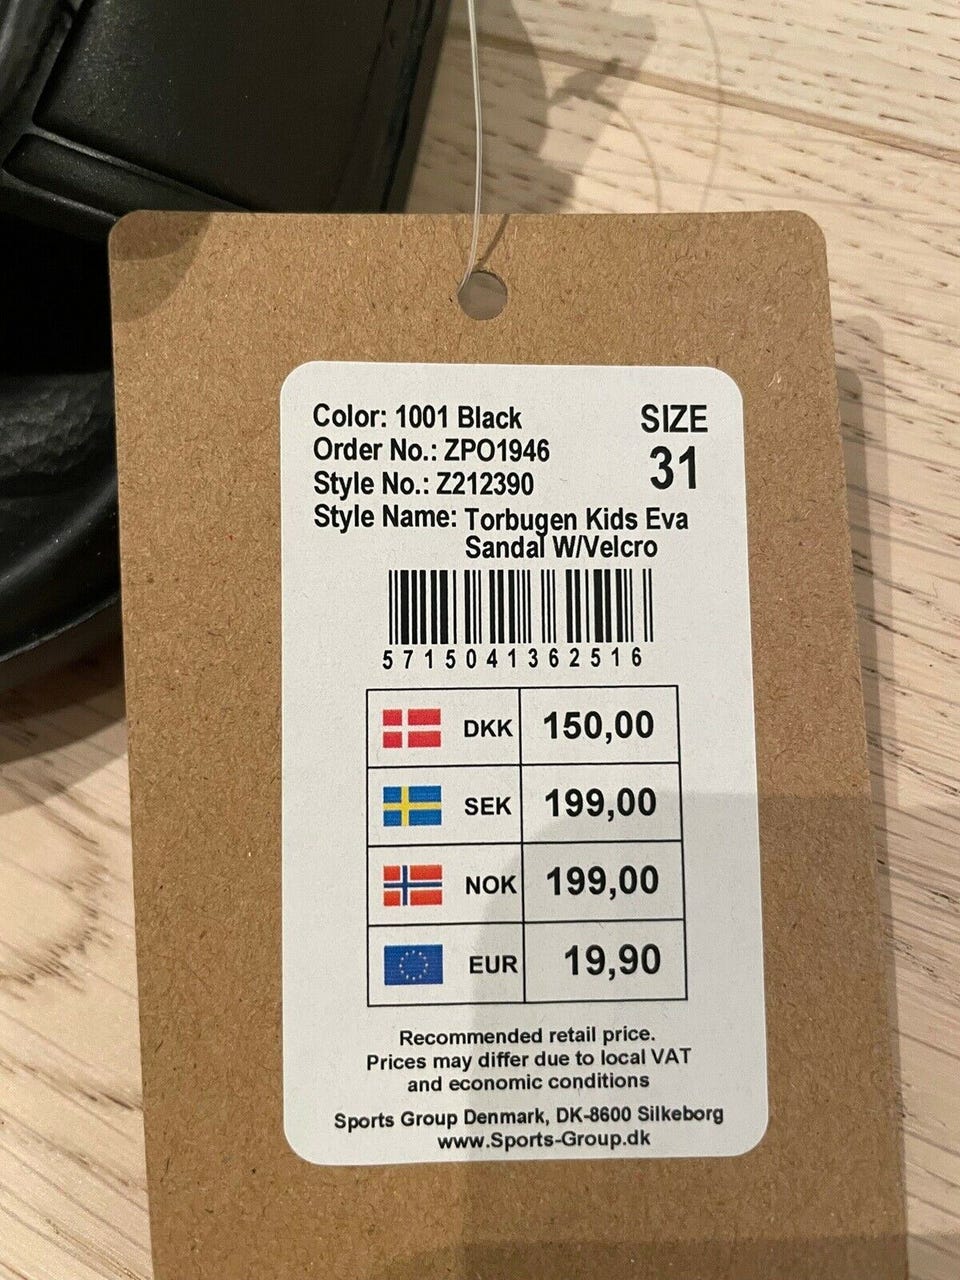 Color: 1001 Black
SIZE
Order No.: ZPO1946
31
Style No.: Z212390
Style Name: Torbugen Kids Eva
Sandal W/Velcro
5715041362516
DKK 150,00
SEK 199,00
NOK 199,00
EUR 19,90
Recommended retail price.
Prices may differ due to local VAT
and economic conditions
Sports Group Denmark, DK-8600 Silkeborg
www.Sports-Group.dk